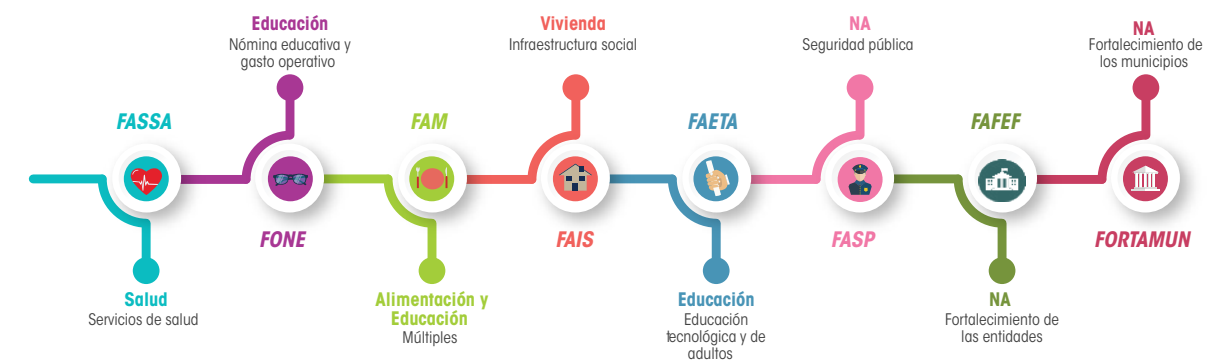 Educación
Nómina educativa y
gasto operativo
Vivienda
Infraestructura social
NA
Seguridad pública
NA
Fortalecimiento de
los municipios
FASSA
FAM
FAETA
FAFEF
FONE
FAIS
FASP
FORTAMUN
Salud
Servicios de salud
Alimentación y
Educación
Múltiples
Educación
Educación
tecnológica y de
adultos
NA
Fortalecimiento de
las entidades